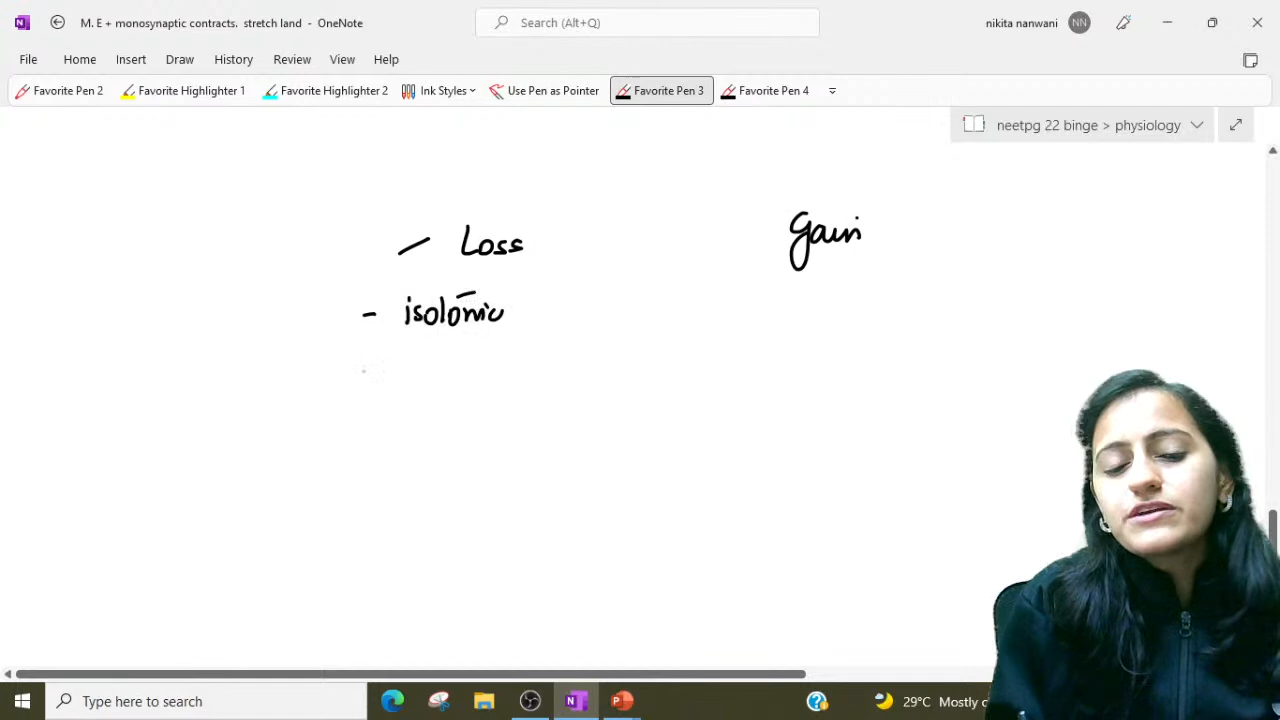 M. E + monosynaptic contracts. stretch land - OneNote
Search (Alt+Q)
nikita nanwani
NN
File Home Insert Draw History Review View Help
Favorite Pen 2 Favorite Highlighter 1 Favorite Highlighter 2 Ink Styles Use Pen as Pointer Favorite Pen 3 Favorite Pen 4
neetpg 22 binge > physiology
Loss
Gain
- isotonic
Type here to search
29°C Mostly c